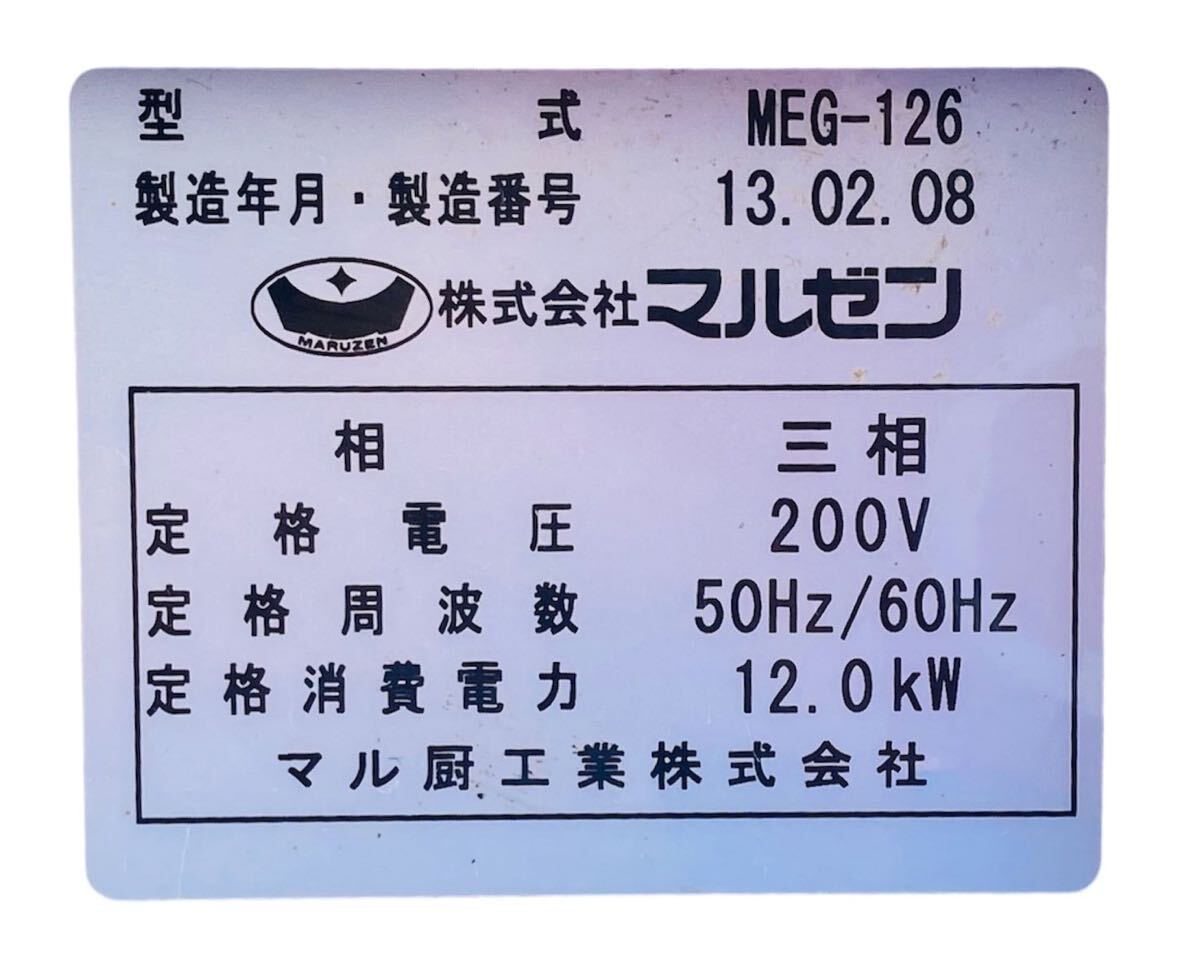 型式 MEG-126
製造年月・製造番号 13.02.08
MARUZEN 株式会社マルゼン
相 三相
定格電圧 200V
定格周波数 50Hz/60Hz
定格消費電力 12.0kW
マル厨工業株式会社